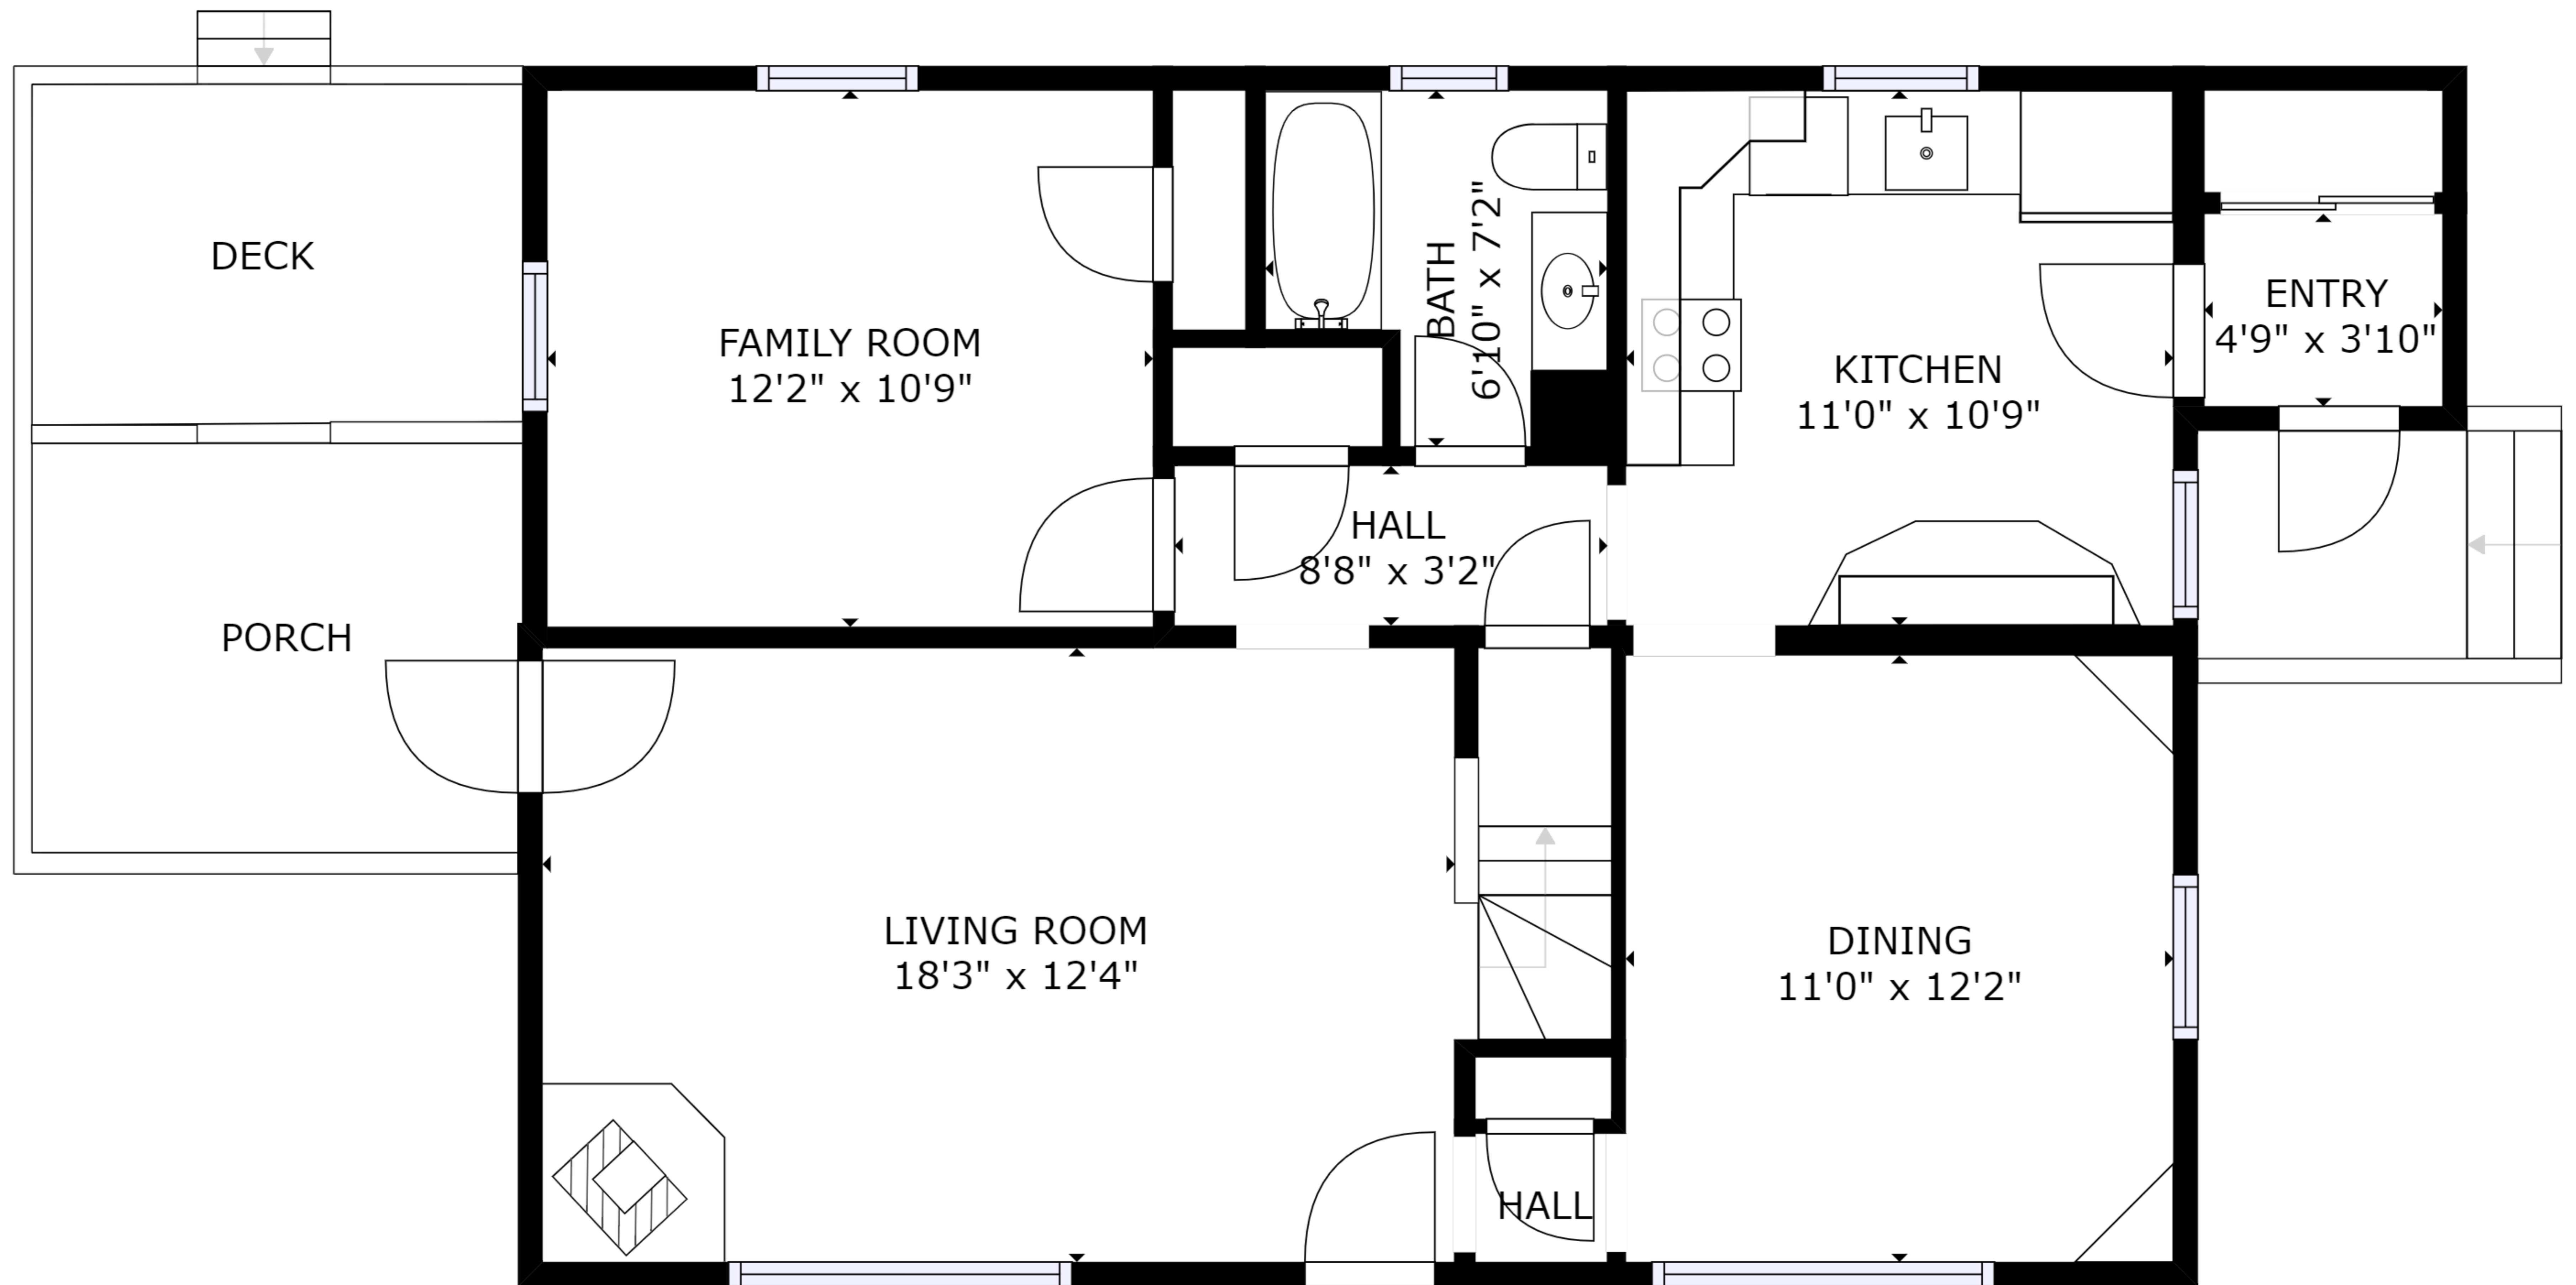 DECK
FAMILY ROOM
12'2" x 10'9"
BATH
6'10" x 7'2"
KITCHEN
11'0" x 10'9"
ENTRY
4'9" x 3'10"
HALL
8'8" x 3'2"
PORCH
LIVING ROOM
18'3" x 12'4"
DINING
11'0" x 12'2"
HALL